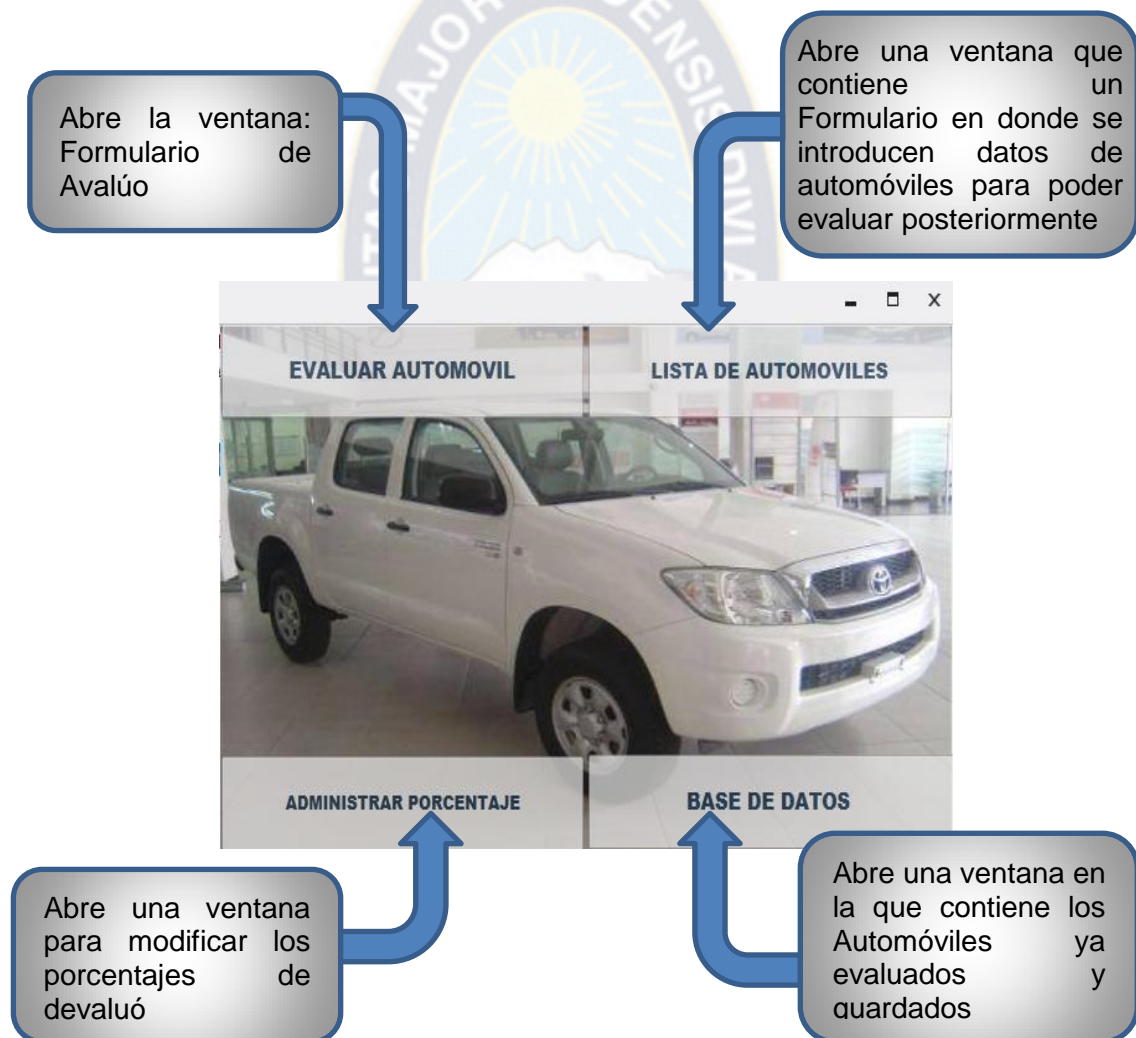 Abre la ventana:
Formulario de
Avalúo
Abre una ventana que
contiene un
Formulario en donde se
introducen datos de
automóviles para poder
evaluar posteriormente
EVALUAR AUTOMOVIL
LISTA DE AUTOMOVILES
ADMINISTRAR PORCENTAJE
BASE DE DATOS
Abre una ventana
para modificar los
porcentajes de
devaluó
Abre una ventana en
la que contiene los
Automóviles ya
evaluados y
guardados